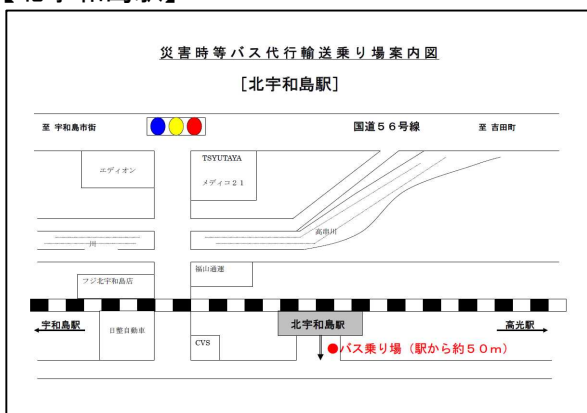 【北宇和島駅】
災害時等バス代行輸送乗り場案内図
［北宇和島駅］
至 宇和島市街
国道５６号線
至 吉田町
エディオン
TSYUTAYA
メディコ２１
川
高串川
福山通運
フジ北宇和島店
宇和島駅
日整自動車
北宇和島駅
高光駅
CVS
●バス乗り場（駅から約５０ｍ）